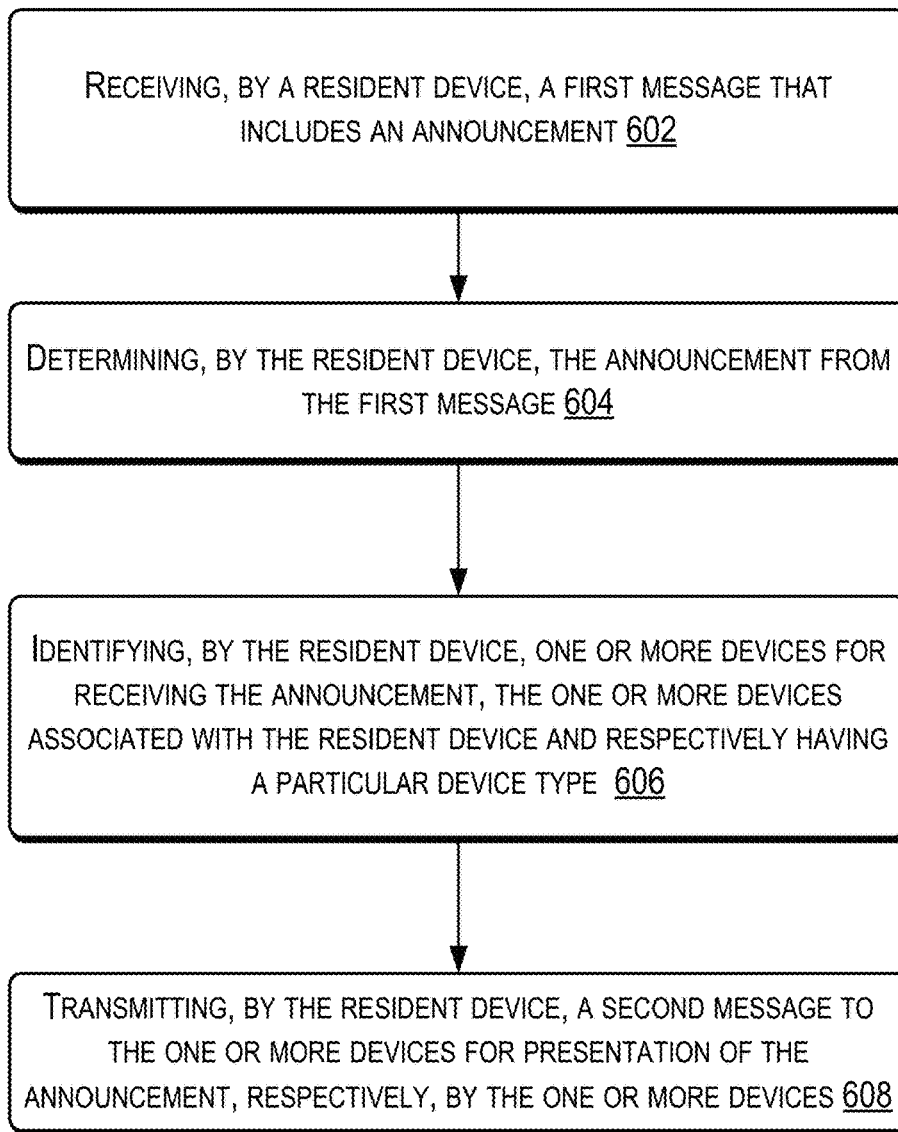 RECEIVING, BY A RESIDENT DEVICE, A FIRST MESSAGE THAT
INCLUDES AN ANNOUNCEMENT 602
DETERMINING, BY THE RESIDENT DEVICE, THE ANNOUNCEMENT FROM
THE FIRST MESSAGE 604
IDENTIFYING, BY THE RESIDENT DEVICE, ONE OR MORE DEVICES FOR
RECEIVING THE ANNOUNCEMENT, THE ONE OR MORE DEVICES
ASSOCIATED WITH THE RESIDENT DEVICE AND RESPECTIVELY HAVING
A PARTICULAR DEVICE TYPE 606
TRANSMITTING, BY THE RESIDENT DEVICE, A SECOND MESSAGE TO
THE ONE OR MORE DEVICES FOR PRESENTATION OF THE
ANNOUNCEMENT, RESPECTIVELY, BY THE ONE OR MORE DEVICES 608